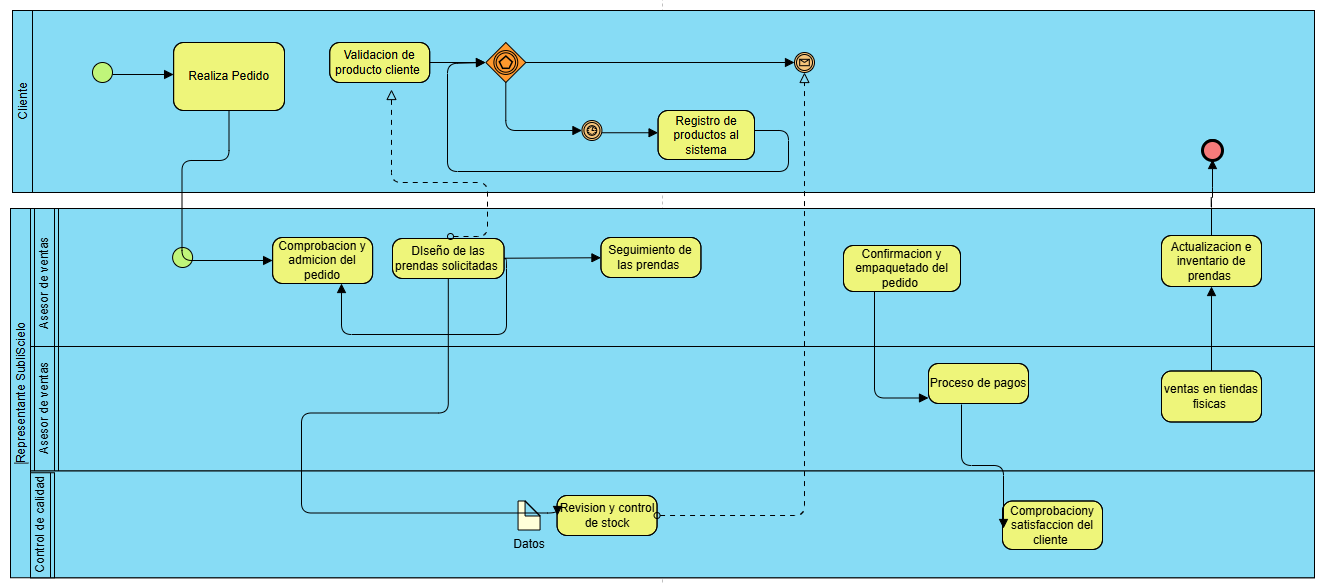 Cliente
Realiza Pedido
Validacion de
producto cliente
Registro de
productos al
sistema
Representante SubliScielo
Asesor de ventas
Comprobacion y
admicion del
pedido
DIseño de las
prendas solicitadas
Seguimiento de
las prendas
Confirmacion y
empaquetado del
pedido
Actualizacion e
inventario de
prendas
Asesor de ventas
Proceso de pagos
ventas en tiendas
fisicas
Control de calidad
Datos
Revision y control
de stock
Comprobaciony
satisfaccion del
cliente